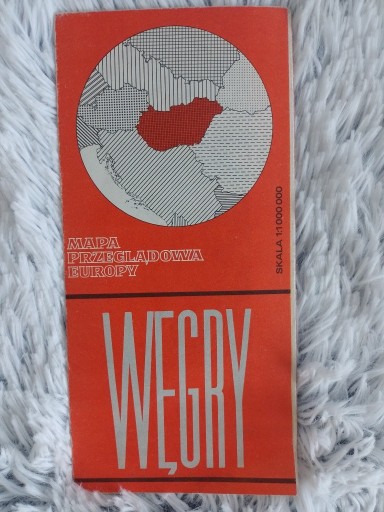 MAPA
PRZEGLĄDOWA
EUROPY
SKALA 1:1 000 000
WĘGRY